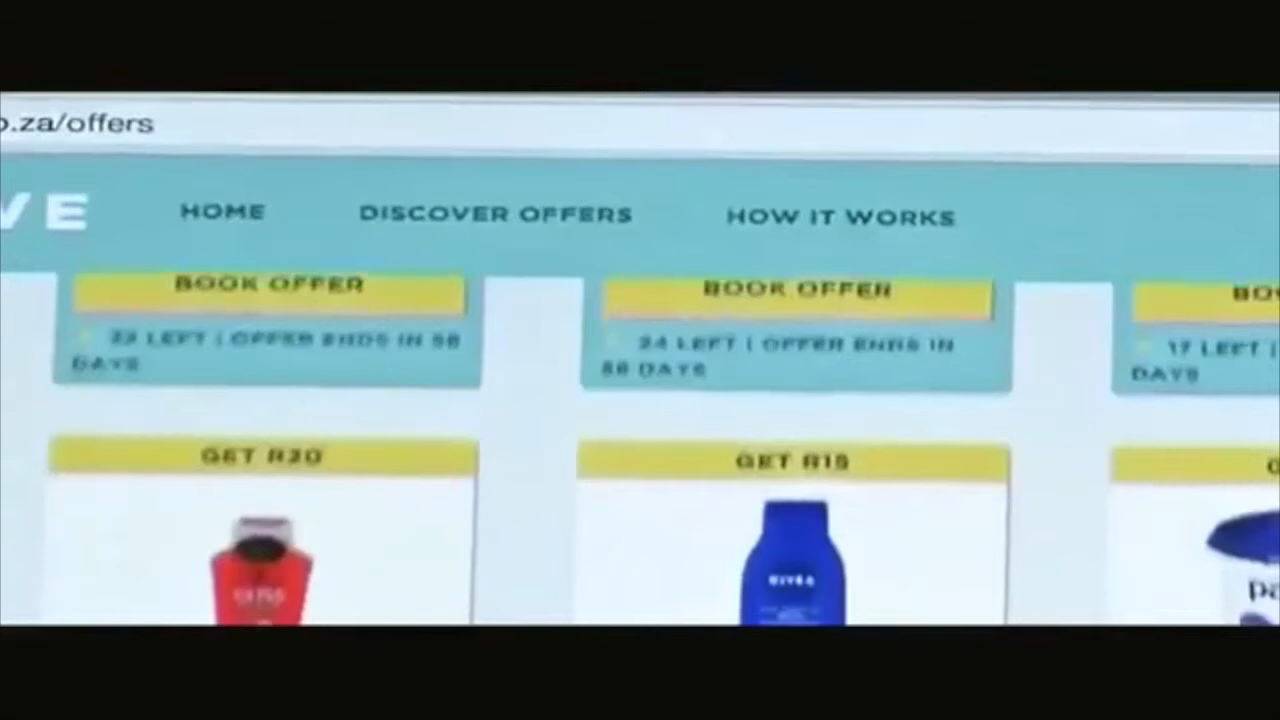 o.za/offers
VE
HOME
DISCOVER OFFERS
HOW IT WORKS
BOOK OFFER
BOOK OFFER
LEFT | OFFER ENDS IN
DAYS
24 LEFT | OFFER ENDS IN
DAYS
17 LEFT |
DAYS
GET R20
GET R15
NIVEA